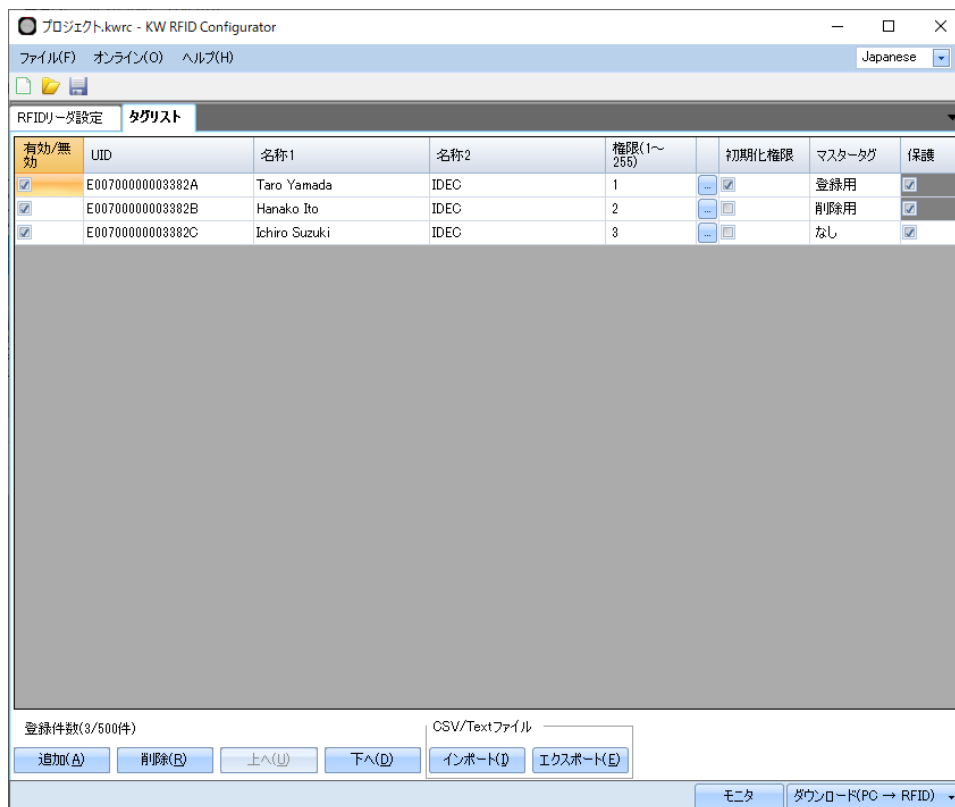 プロジェクト.kwrc - KW RFID Configurator
ファイル(F) オンライン(O) ヘルプ(H) Japanese
RFIDリーダ設定 タグリスト
有効/無効 UID 名称1 名称2 権限(1～255) 初期化権限 マスタータグ 保護
E00700000003382A Taro Yamada IDEC 1 ... 登録用
E00700000003382B Hanako Ito IDEC 2 ... 削除用
E00700000003382C Ichiro Suzuki IDEC 3 ... なし
登録件数(3/500件) CSV/Textファイル
追加(A) 削除(R) 上へ(U) 下へ(D) インポート(I) エクスポート(E)
モニタ ダウンロード(PC → RFID)